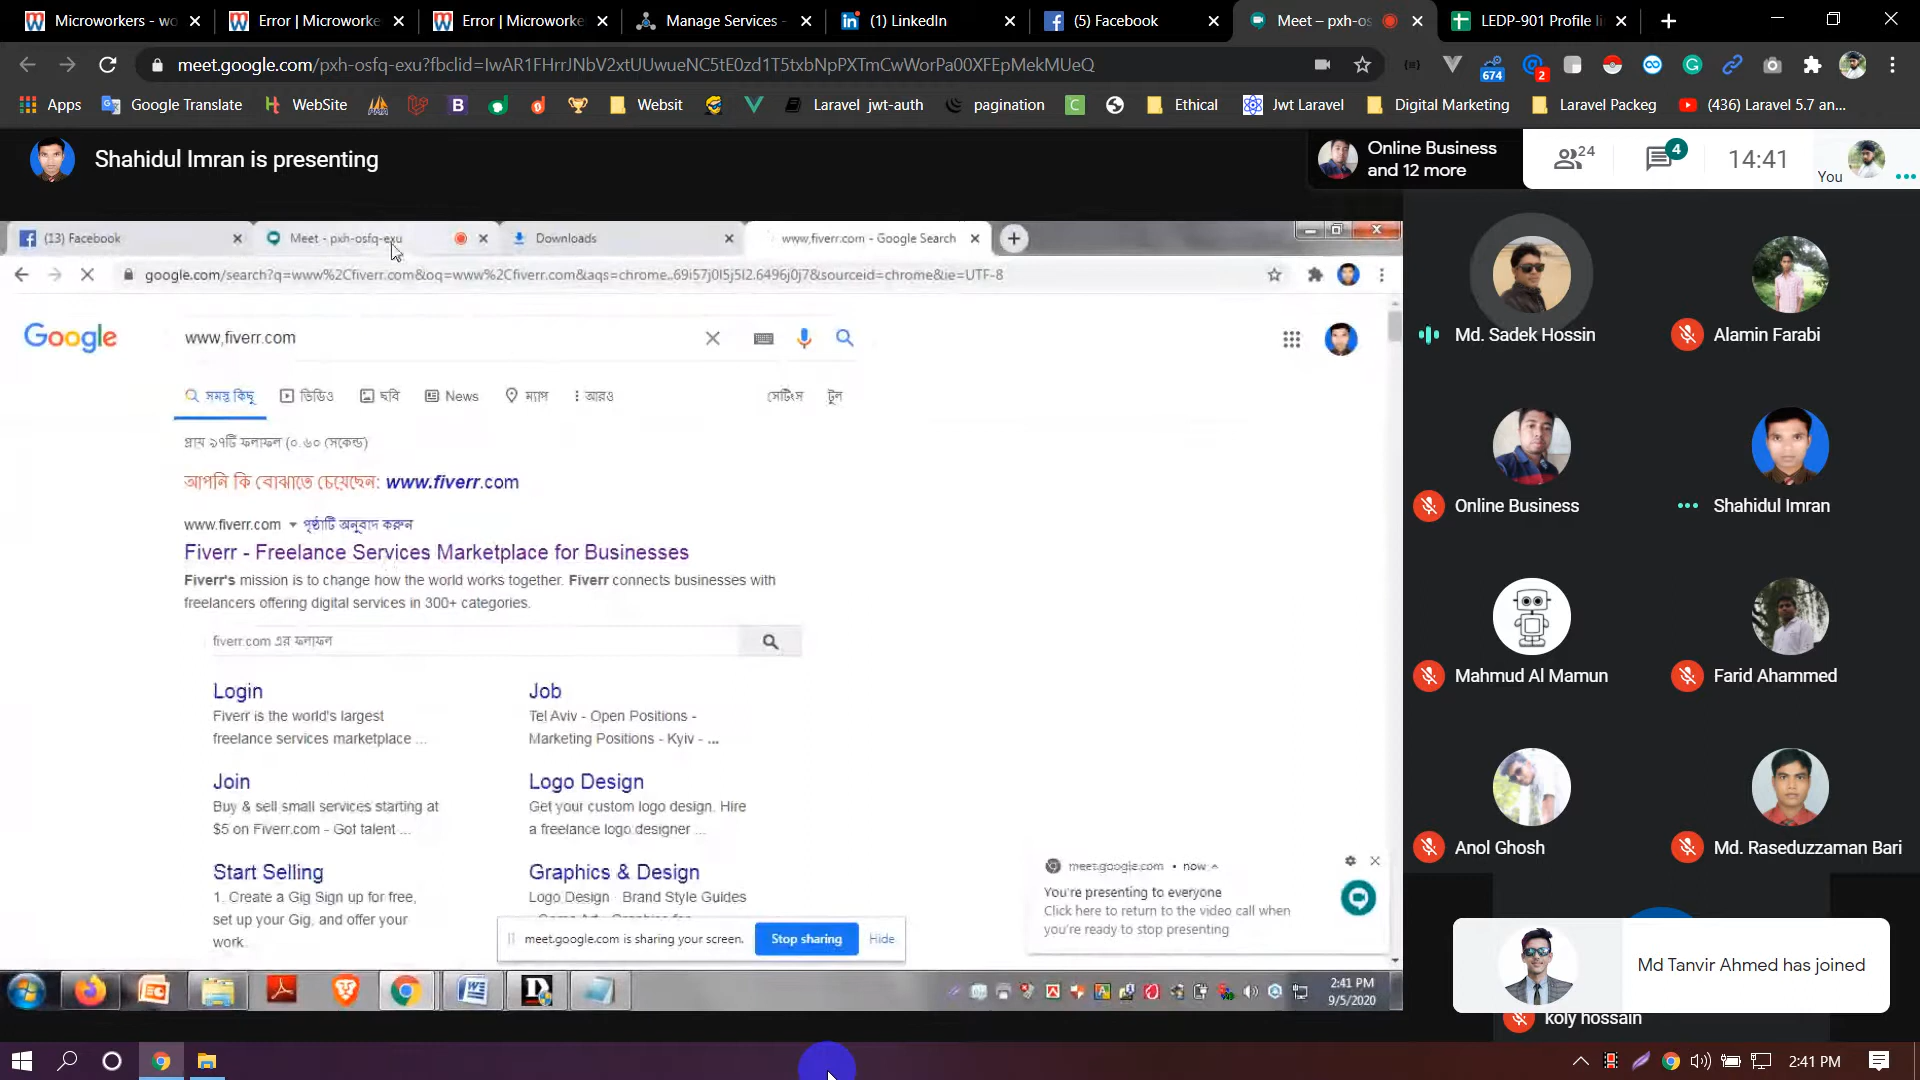 Microworkers - wo
Error | Microworke
Error | Microworke
Manage Services -
(1) LinkedIn
(5) Facebook
Meet – pxh-os
LEDP-901 Profile li
meet.google.com/pxh-osfq-exu?fbclid=IwAR1FHrrJNbV2xtUUwueNC5tE0zd1T5txbNpPXTmCwWorPa00XFEpMekMUeQ
674
2
Apps
Google Translate
WebSite
Websit
Laravel jwt-auth
pagination
Ethical
Jwt Laravel
Digital Marketing
Laravel Packeg
(436) Laravel 5.7 an...
Shahidul Imran is presenting
Online Business
and 12 more
24
4
14:41
You
(13) Facebook
Meet - pxh-osfq-exu
Downloads
www,fiverr.com - Google Search
google.com/search?q=www%2Cfiverr.com&oq=www%2Cfiverr.com&aqs=chrome..69i57j0l5j5l2.6496j0j7&sourceid=chrome&ie=UTF-8
Google
www,fiverr.com
সমস্ত কিছু
ভিডিও
ছবি
News
ম্যাপ
আরও
সেটিংস
টুল
প্রায় ৯৭টি ফলাফল (০.৬০ সেকেন্ড)
আপনি কি বোঝাতে চেয়েছেন: www.fiverr.com
www.fiverr.com ▾ পৃষ্ঠাটি অনুবাদ করুন
Fiverr - Freelance Services Marketplace for Businesses
Fiverr's mission is to change how the world works together. Fiverr connects businesses with
freelancers offering digital services in 300+ categories.
fiverr.com এর ফলাফল
Login
Fiverr is the world's largest
freelance services marketplace ...
Job
Tel Aviv - Open Positions -
Marketing Positions - Kyiv - ...
Join
Buy & sell small services starting at
$5 on Fiverr.com - Got talent ...
Logo Design
Get your custom logo design. Hire
a freelance logo designer ...
Start Selling
1. Create a Gig Sign up for free,
set up your Gig, and offer your
work.
Graphics & Design
Logo Design · Brand Style Guides
meet.google.com is sharing your screen.
Stop sharing
Hide
meet.google.com • now
You're presenting to everyone
Click here to return to the video call when
you're ready to stop presenting
2:41 PM
9/5/2020
Md. Sadek Hossin
Alamin Farabi
Online Business
Shahidul Imran
Mahmud Al Mamun
Farid Ahammed
Anol Ghosh
Md. Raseduzzaman Bari
Md Tanvir Ahmed has joined
koly hossain
2:41 PM